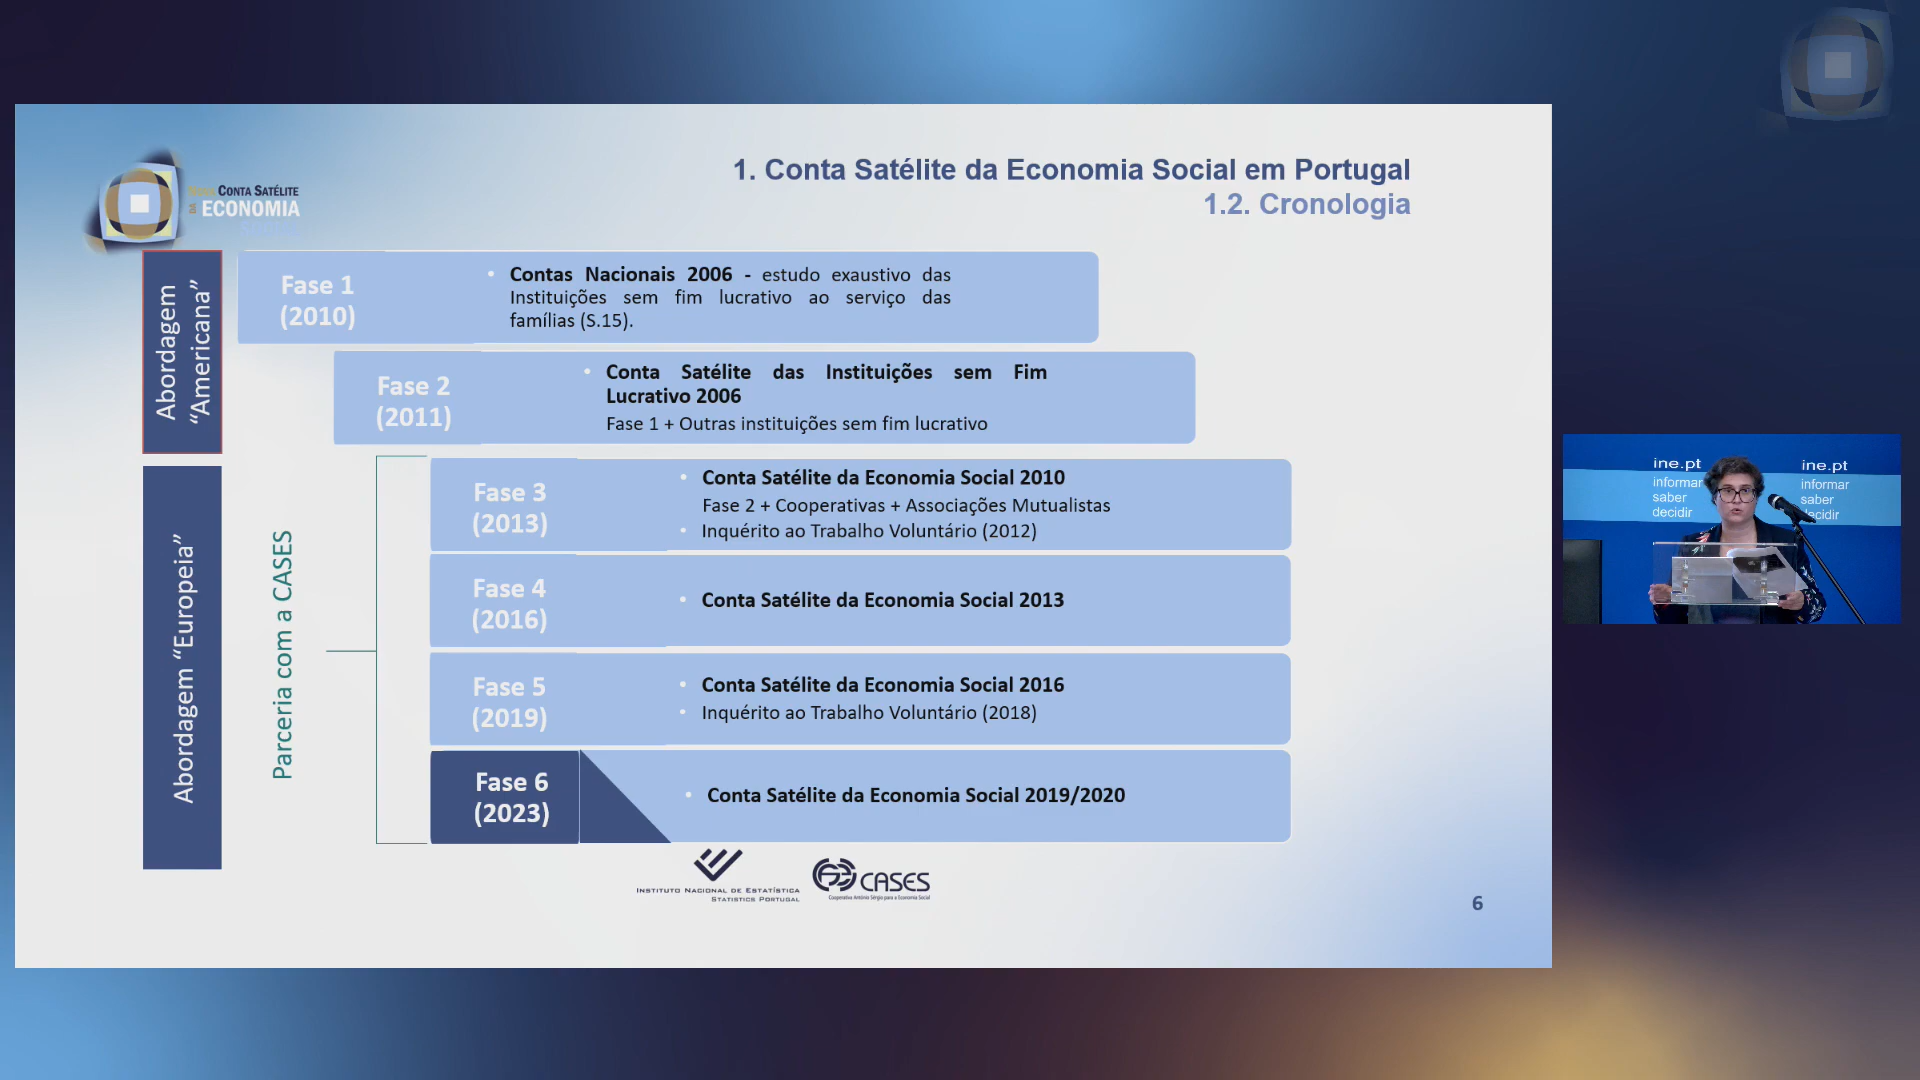 1. Conta Satélite da Economia Social em Portugal
1.2. Cronologia
CONTA SATÉLITE
DA ECONOMIA
Abordagem
“Americana”
Fase 1
(2010)
• Contas Nacionais 2006 - estudo exaustivo das
Instituições sem fim lucrativo ao serviço das
famílias (S.15).
Fase 2
(2011)
• Conta Satélite das Instituições sem Fim
Lucrativo 2006
Fase 1 + Outras instituições sem fim lucrativo
Abordagem “Europeia”
Parceria com a CASES
Fase 3
(2013)
• Conta Satélite da Economia Social 2010
Fase 2 + Cooperativas + Associações Mutualistas
• Inquérito ao Trabalho Voluntário (2012)
Fase 4
(2016)
• Conta Satélite da Economia Social 2013
Fase 5
(2019)
• Conta Satélite da Economia Social 2016
• Inquérito ao Trabalho Voluntário (2018)
Fase 6
(2023)
• Conta Satélite da Economia Social 2019/2020
INSTITUTO NACIONAL DE ESTATÍSTICA
STATISTICS PORTUGAL
CASES
Cooperativa António Sérgio para a Economia Social
6
ine.pt
informar
saber
decidir
ine.pt
informar
saber
decidir